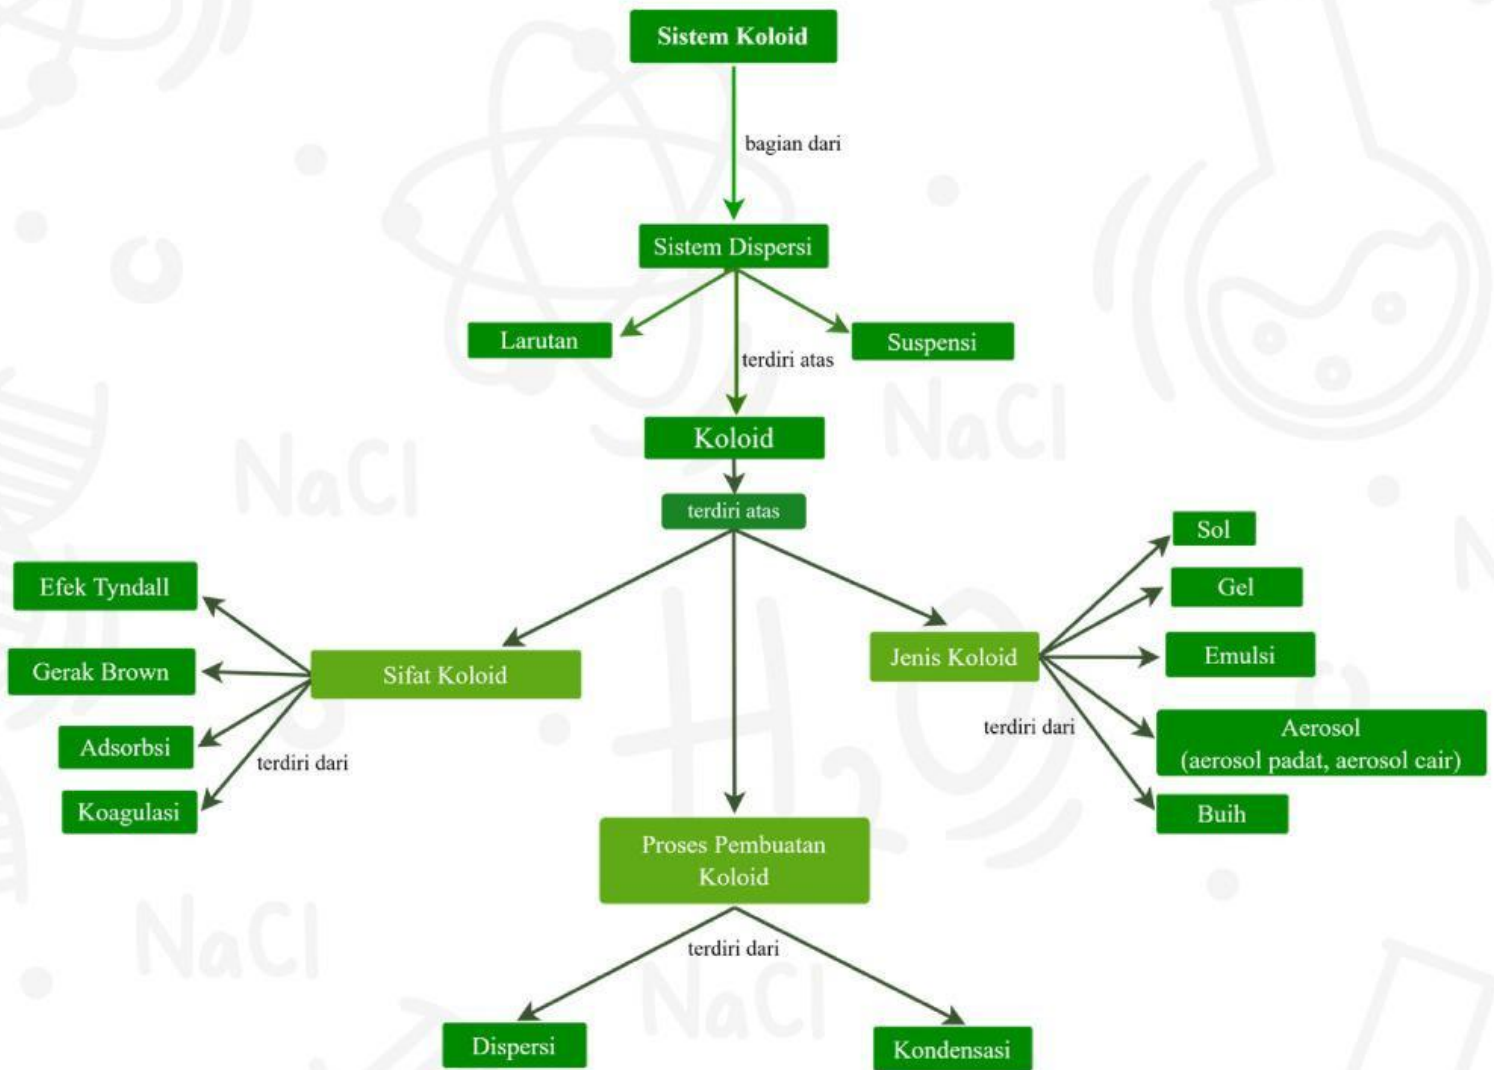 Sistem Koloid
bagian dari
Sistem Dispersi
Larutan
Suspensi
terdiri atas
Koloid
terdiri atas
Efek Tyndall
Gerak Brown
Adsorbsi
Koagulasi
terdiri dari
Sifat Koloid
Jenis Koloid
terdiri dari
Sol
Gel
Emulsi
Aerosol
(aerosol padat, aerosol cair)
Buih
Proses Pembuatan
Koloid
terdiri dari
Dispersi
Kondensasi
NaCl
NaCl
H₂O
NaCl
NaCl
N